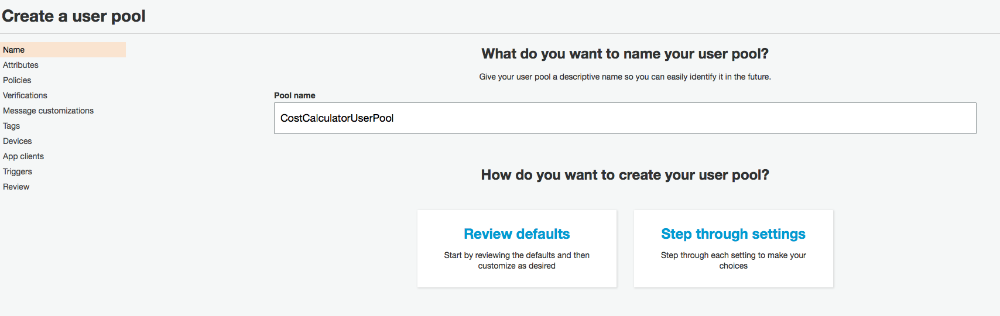 Create a user pool
Name
Attributes
Policies
Verifications
Message customizations
Tags
Devices
App clients
Triggers
Review
What do you want to name your user pool?
Give your user pool a descriptive name so you can easily identify it in the future.
Pool name
CostCalculatorUserPool
How do you want to create your user pool?
Review defaults
Start by reviewing the defaults and then
customize as desired
Step through settings
Step through each setting to make your
choices